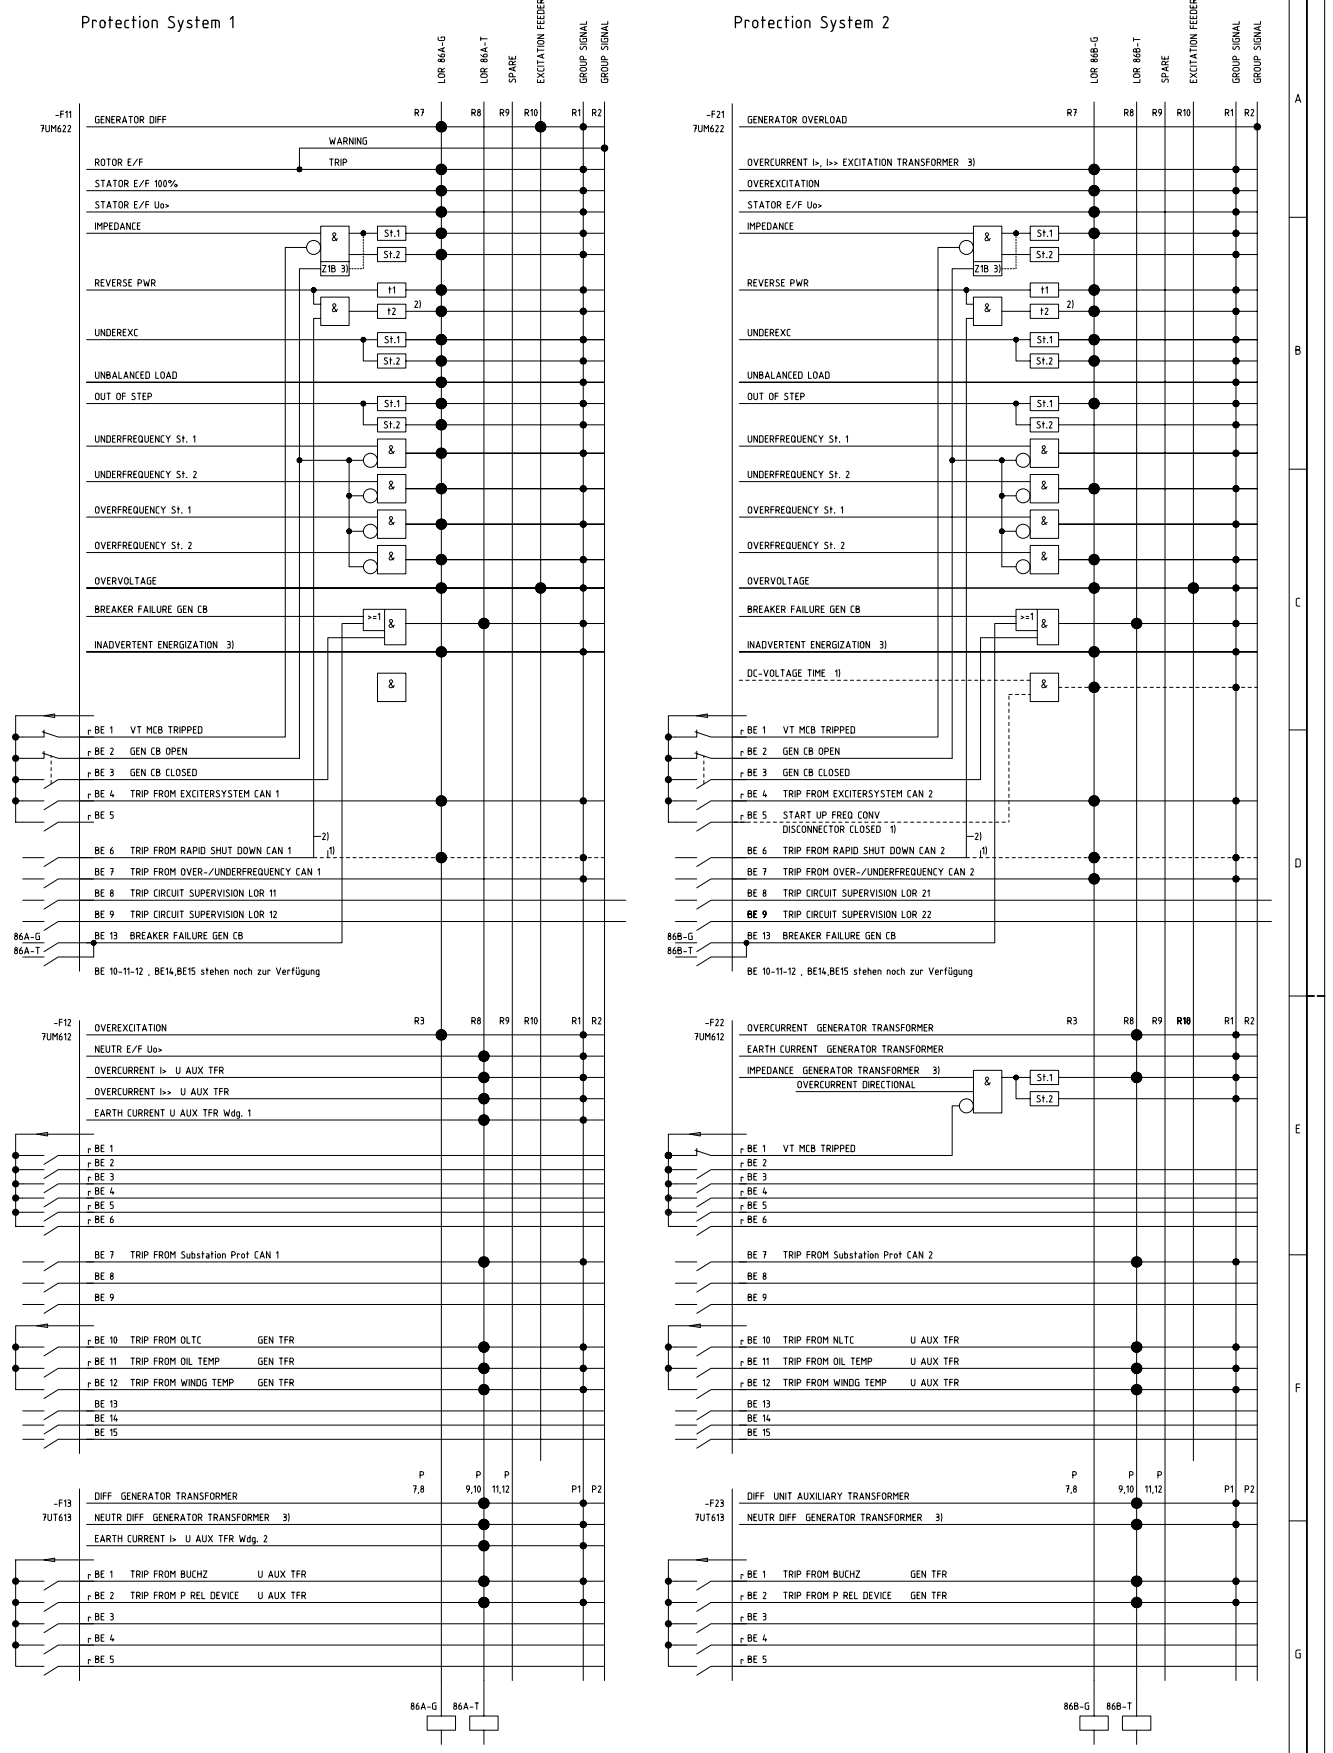 Protection System 1
LOR 86A-G
LOR 86A-T
SPARE
EXCITATION FEEDER
GROUP SIGNAL
GROUP SIGNAL
-F11
7UM622
R7 R8 R9 R10 R1 R2
GENERATOR DIFF
WARNING
ROTOR E/F TRIP
STATOR E/F 100%
STATOR E/F Uo>
IMPEDANCE
& St.1
St.2
Z1B 3)
REVERSE PWR
t1
& t2 2)
UNDEREXC
St.1
St.2
UNBALANCED LOAD
OUT OF STEP
St.1
St.2
UNDERFREQUENCY St. 1
&
UNDERFREQUENCY St. 2
&
OVERFREQUENCY St. 1
&
OVERFREQUENCY St. 2
&
OVERVOLTAGE
BREAKER FAILURE GEN CB
>=1 &
INADVERTENT ENERGIZATION 3)
&
BE 1 VT MCB TRIPPED
BE 2 GEN CB OPEN
BE 3 GEN CB CLOSED
BE 4 TRIP FROM EXCITERSYSTEM CAN 1
BE 5
2)
1)
BE 6 TRIP FROM RAPID SHUT DOWN CAN 1
BE 7 TRIP FROM OVER-/UNDERFREQUENCY CAN 1
BE 8 TRIP CIRCUIT SUPERVISION LOR 11
BE 9 TRIP CIRCUIT SUPERVISION LOR 12
86A-G
86A-T
BE 13 BREAKER FAILURE GEN CB
BE 10-11-12 , BE14,BE15 stehen noch zur Verfügung
-F12
7UM612
R3 R8 R9 R10 R1 R2
OVEREXCITATION
NEUTR E/F Uo>
OVERCURRENT I> U AUX TFR
OVERCURRENT I>> U AUX TFR
EARTH CURRENT U AUX TFR Wdg. 1
BE 1
BE 2
BE 3
BE 4
BE 5
BE 6
BE 7 TRIP FROM Substation Prot CAN 1
BE 8
BE 9
BE 10 TRIP FROM OLTC GEN TFR
BE 11 TRIP FROM OIL TEMP GEN TFR
BE 12 TRIP FROM WINDG TEMP GEN TFR
BE 13
BE 14
BE 15
-F13
7UT613
P P P
7,8 9,10 11,12 P1 P2
DIFF GENERATOR TRANSFORMER
NEUTR DIFF GENERATOR TRANSFORMER 3)
EARTH CURRENT I> U AUX TFR Wdg. 2
BE 1 TRIP FROM BUCHZ U AUX TFR
BE 2 TRIP FROM P REL DEVICE U AUX TFR
BE 3
BE 4
BE 5
86A-G 86A-T
Protection System 2
LOR 86B-G
LOR 86B-T
SPARE
EXCITATION FEEDER
GROUP SIGNAL
GROUP SIGNAL
-F21
7UM622
R7 R8 R9 R10 R1 R2
GENERATOR OVERLOAD
OVERCURRENT I>, I>> EXCITATION TRANSFORMER 3)
OVEREXCITATION
STATOR E/F Uo>
IMPEDANCE
& St.1
St.2
Z1B 3)
REVERSE PWR
t1
& t2 2)
UNDEREXC
St.1
St.2
UNBALANCED LOAD
OUT OF STEP
St.1
St.2
UNDERFREQUENCY St. 1
&
UNDERFREQUENCY St. 2
&
OVERFREQUENCY St. 1
&
OVERFREQUENCY St. 2
&
OVERVOLTAGE
BREAKER FAILURE GEN CB
>=1 &
INADVERTENT ENERGIZATION 3)
DC-VOLTAGE TIME 1)
&
BE 1 VT MCB TRIPPED
BE 2 GEN CB OPEN
BE 3 GEN CB CLOSED
BE 4 TRIP FROM EXCITERSYSTEM CAN 2
BE 5 START UP FREQ CONV
DISCONNECTOR CLOSED 1)
2)
1)
BE 6 TRIP FROM RAPID SHUT DOWN CAN 2
BE 7 TRIP FROM OVER-/UNDERFREQUENCY CAN 2
BE 8 TRIP CIRCUIT SUPERVISION LOR 21
BE 9 TRIP CIRCUIT SUPERVISION LOR 22
86B-G
86B-T
BE 13 BREAKER FAILURE GEN CB
BE 10-11-12 , BE14,BE15 stehen noch zur Verfügung
-F22
7UM612
R3 R8 R9 R10 R1 R2
OVERCURRENT GENERATOR TRANSFORMER
EARTH CURRENT GENERATOR TRANSFORMER
IMPEDANCE GENERATOR TRANSFORMER 3)
OVERCURRENT DIRECTIONAL
& St.1
St.2
BE 1 VT MCB TRIPPED
BE 2
BE 3
BE 4
BE 5
BE 6
BE 7 TRIP FROM Substation Prot CAN 2
BE 8
BE 9
BE 10 TRIP FROM NLTC U AUX TFR
BE 11 TRIP FROM OIL TEMP U AUX TFR
BE 12 TRIP FROM WINDG TEMP U AUX TFR
BE 13
BE 14
BE 15
-F23
7UT613
P P P
7,8 9,10 11,12 P1 P2
DIFF UNIT AUXILIARY TRANSFORMER
NEUTR DIFF GENERATOR TRANSFORMER 3)
BE 1 TRIP FROM BUCHZ GEN TFR
BE 2 TRIP FROM P REL DEVICE GEN TFR
BE 3
BE 4
BE 5
86B-G 86B-T
A
B
C
D
E
F
G